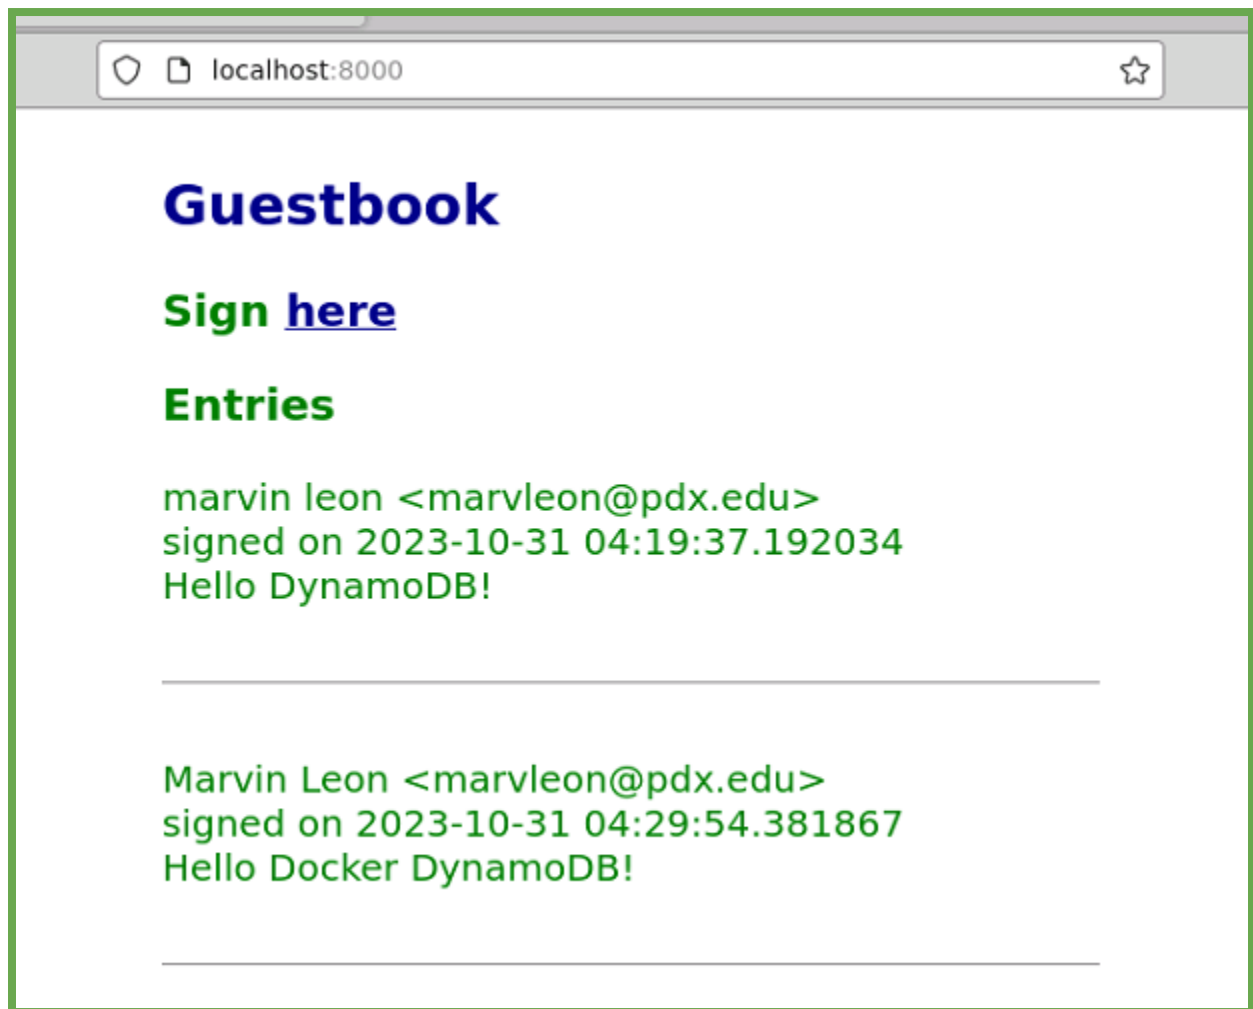 localhost:8000
Guestbook
Sign here
Entries
marvin leon <marvleon@pdx.edu>
signed on 2023-10-31 04:19:37.192034
Hello DynamoDB!
Marvin Leon <marvleon@pdx.edu>
signed on 2023-10-31 04:29:54.381867
Hello Docker DynamoDB!